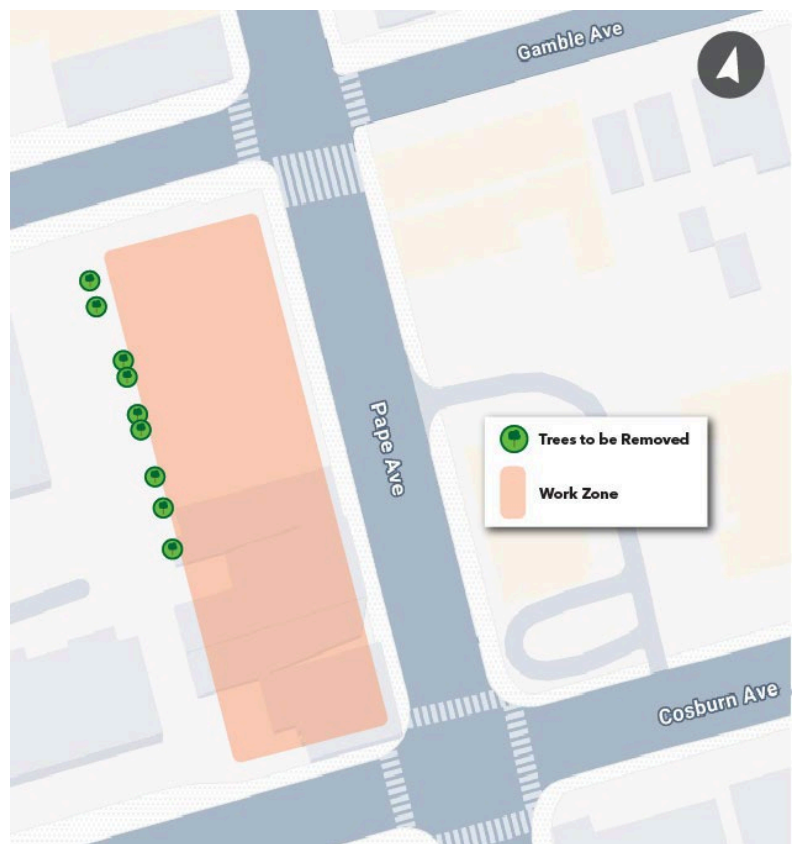 Gamble Ave
Pape Ave
Trees to be Removed
Work Zone
Cosburn Ave